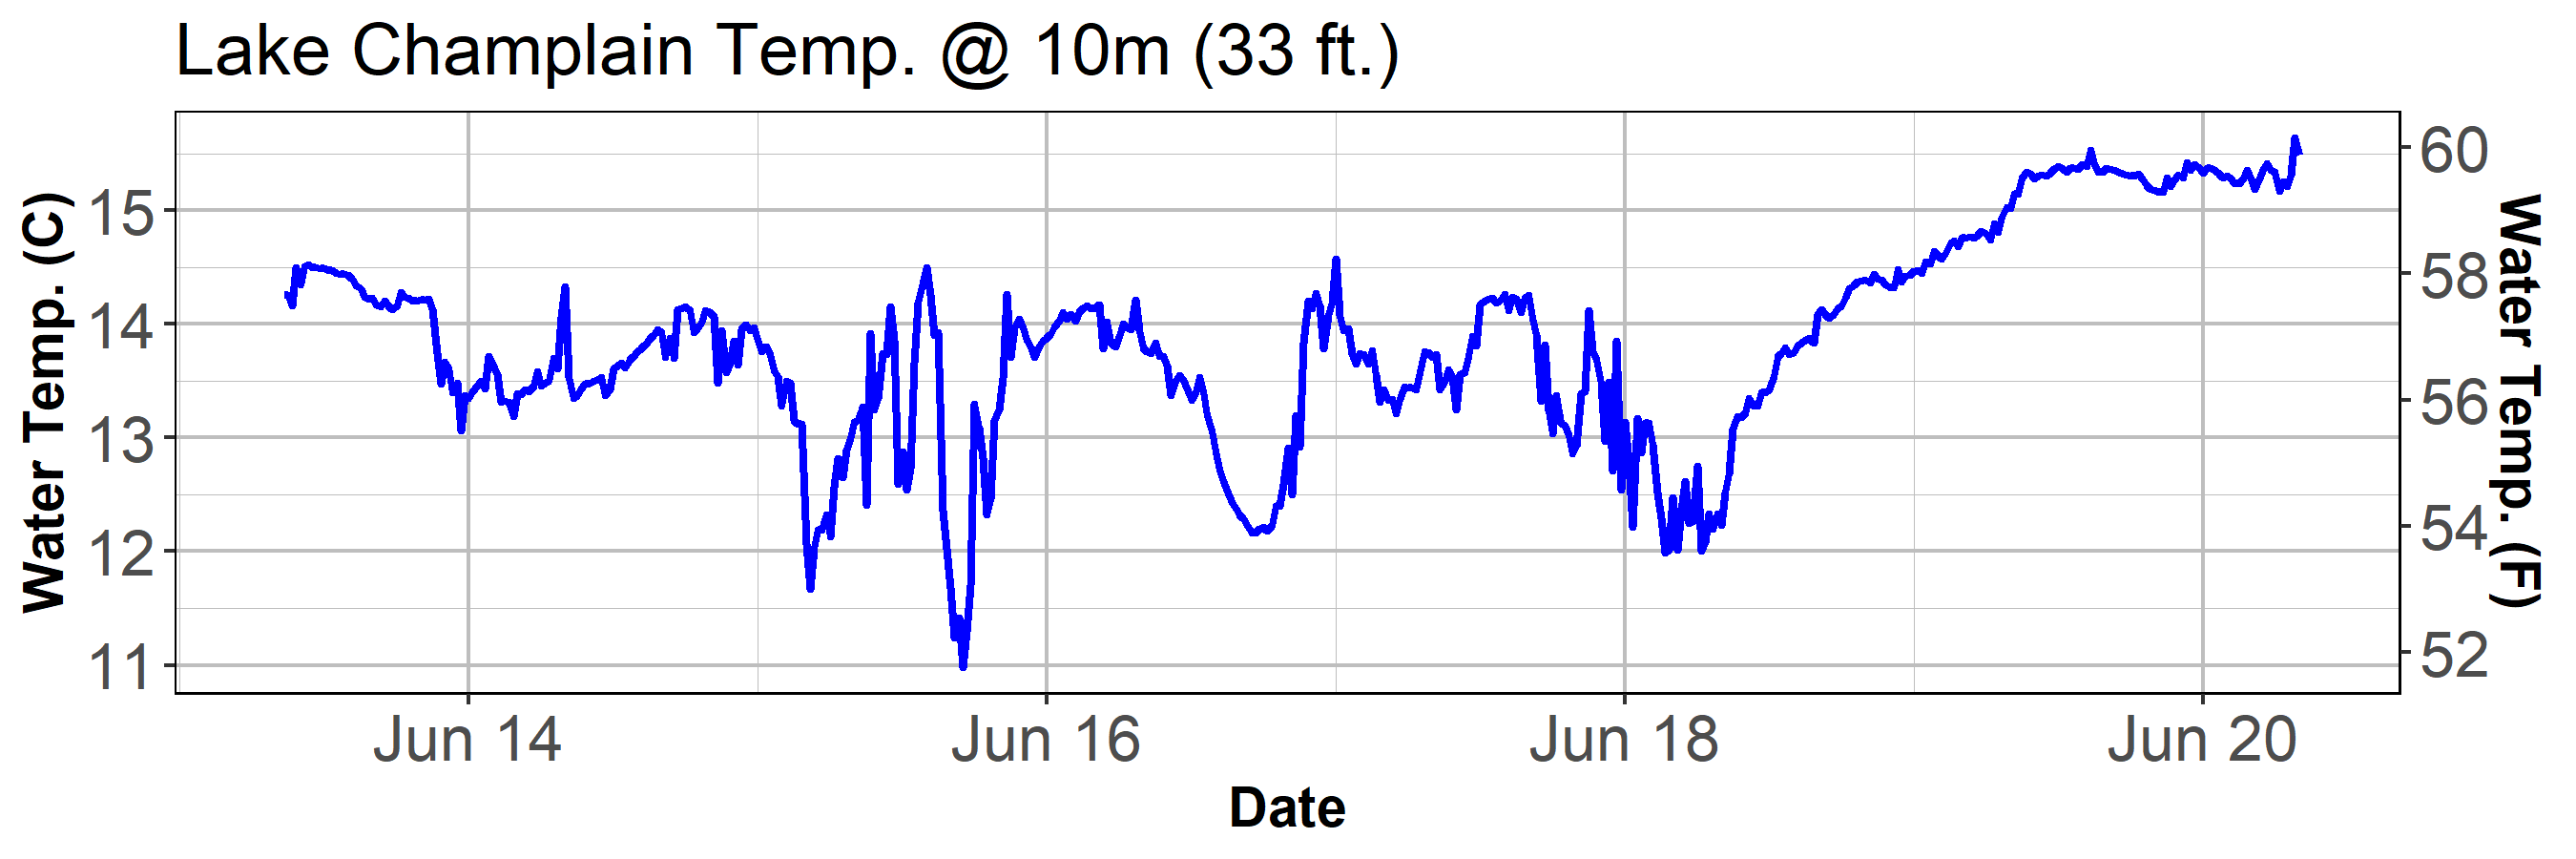 Lake Champlain Temp. @ 10m (33 ft.)
Water Temp. (C)
15
14
13
12
11
60
58
56
54
52
Water Temp. (F)
Jun 14
Jun 16
Jun 18
Jun 20
Date